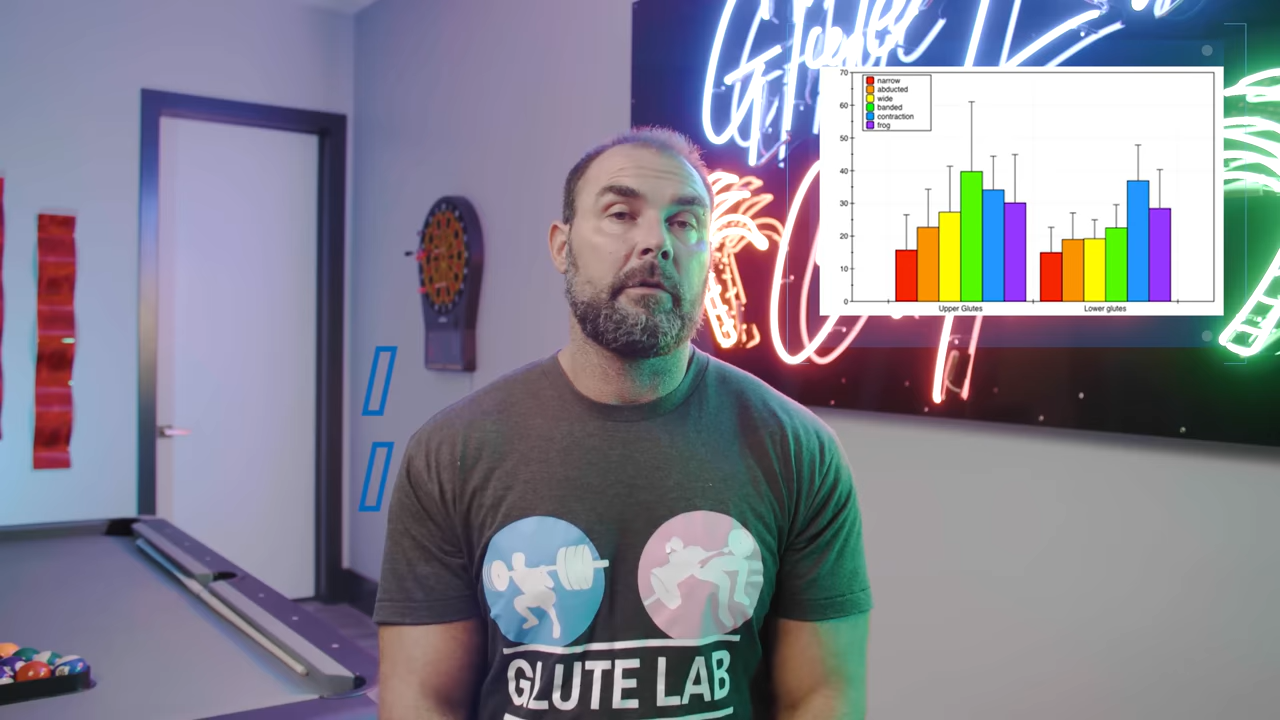 70
60
50
40
30
20
10
0
narrow
abducted
wide
banded
contraction
frog
Upper Glutes
Lower glutes
GLUTE LAB